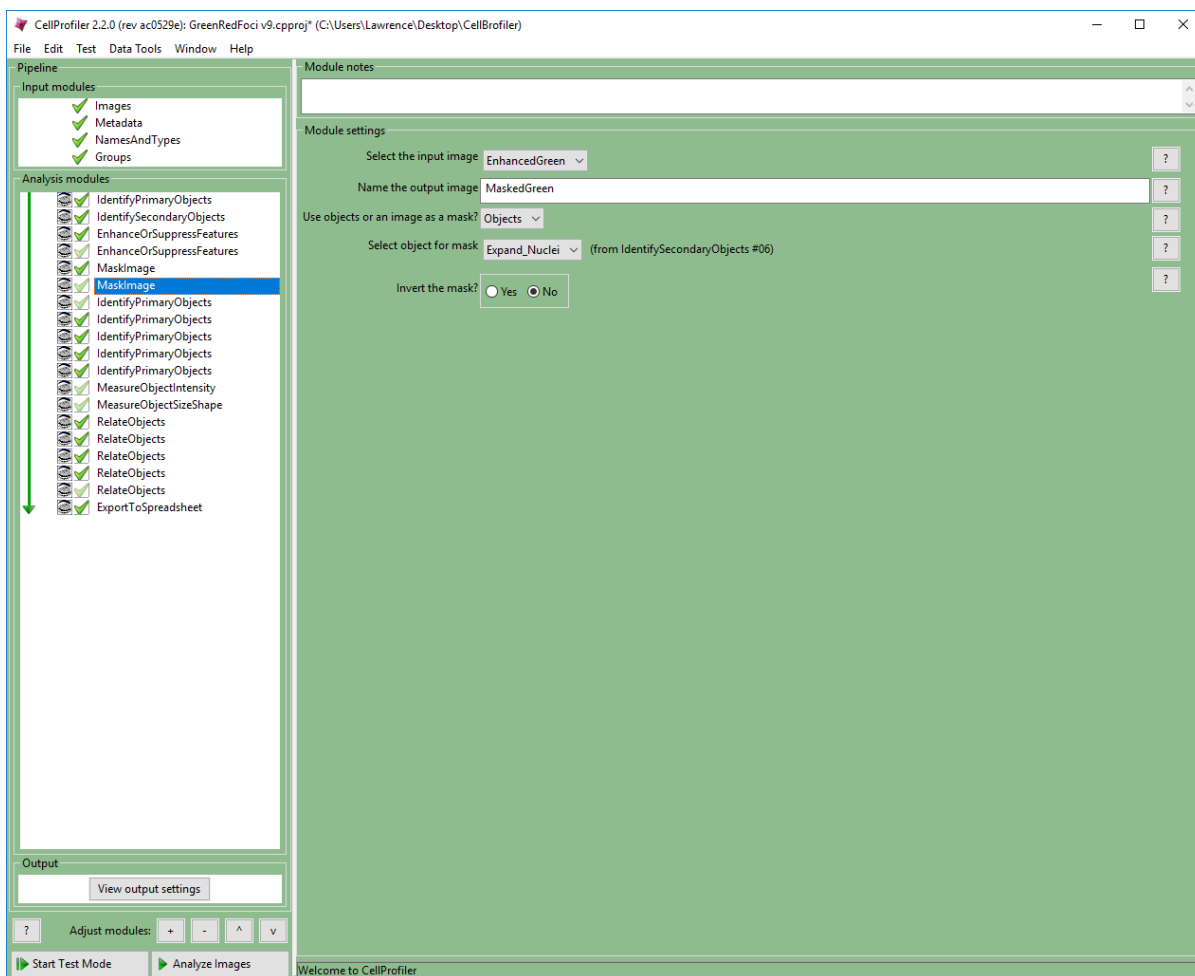 CellProfiler 2.2.0 (rev ac0529e): GreenRedFoci v9.cpproj* (C:\Users\Lawrence\Desktop\CellBrofiler)
File Edit Test Data Tools Window Help
Pipeline
Input modules
Images
Metadata
NamesAndTypes
Groups
Analysis modules
IdentifyPrimaryObjects
IdentifySecondaryObjects
EnhanceOrSuppressFeatures
EnhanceOrSuppressFeatures
MaskImage
MaskImage
IdentifyPrimaryObjects
IdentifyPrimaryObjects
IdentifyPrimaryObjects
IdentifyPrimaryObjects
IdentifyPrimaryObjects
MeasureObjectIntensity
MeasureObjectSizeShape
RelateObjects
RelateObjects
RelateObjects
RelateObjects
RelateObjects
ExportToSpreadsheet
Output
View output settings
? Adjust modules: + - ^ v
Start Test Mode Analyze Images
Module notes
Module settings
Select the input image EnhancedGreen ?
Name the output image MaskedGreen ?
Use objects or an image as a mask? Objects ?
Select object for mask Expand_Nuclei (from IdentifySecondaryObjects #06) ?
Invert the mask? Yes No ?
Welcome to CellProfiler